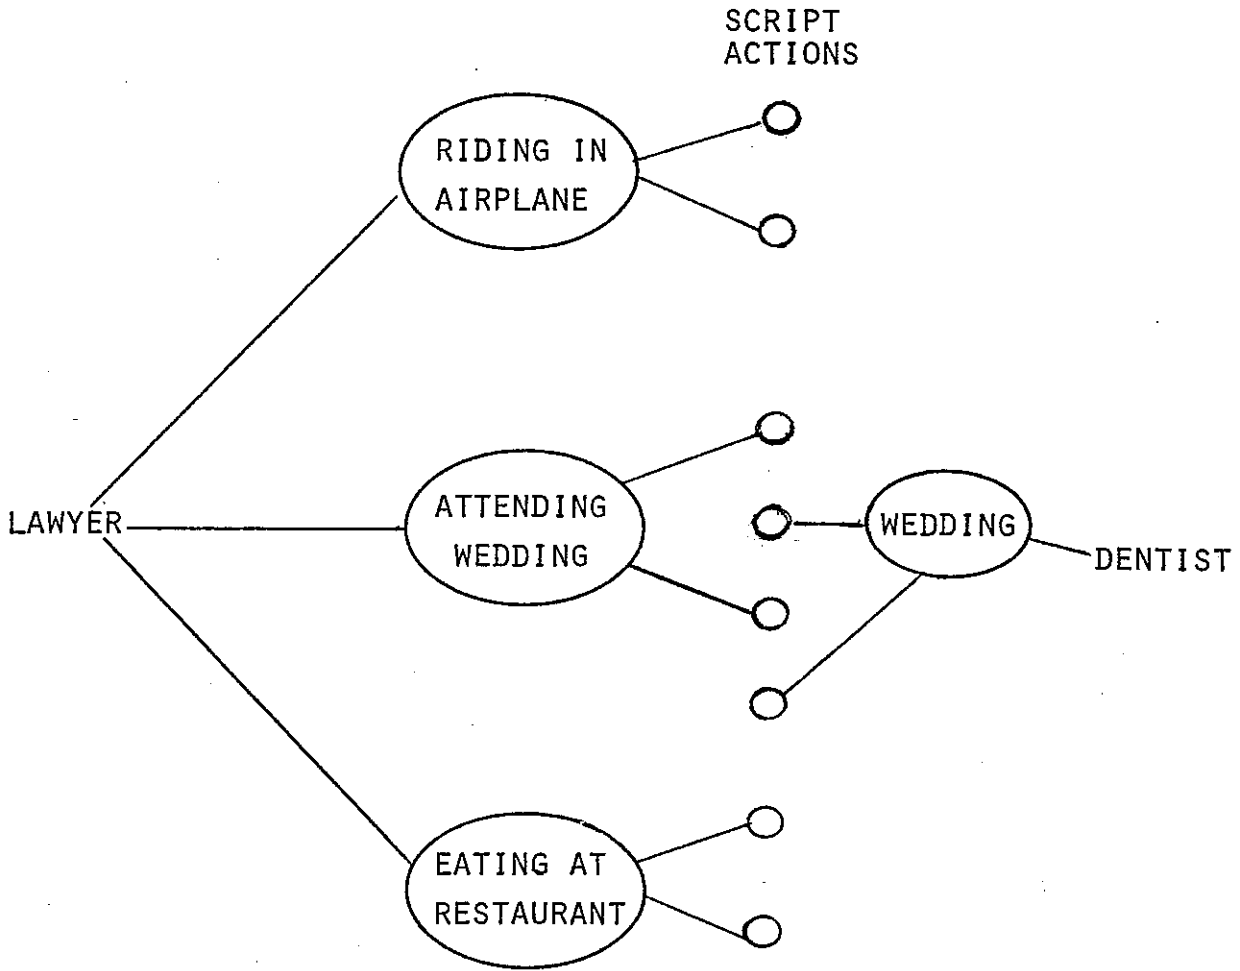 SCRIPT
ACTIONS
RIDING IN
AIRPLANE
LAWYER
ATTENDING
WEDDING
WEDDING
DENTIST
EATING AT
RESTAURANT